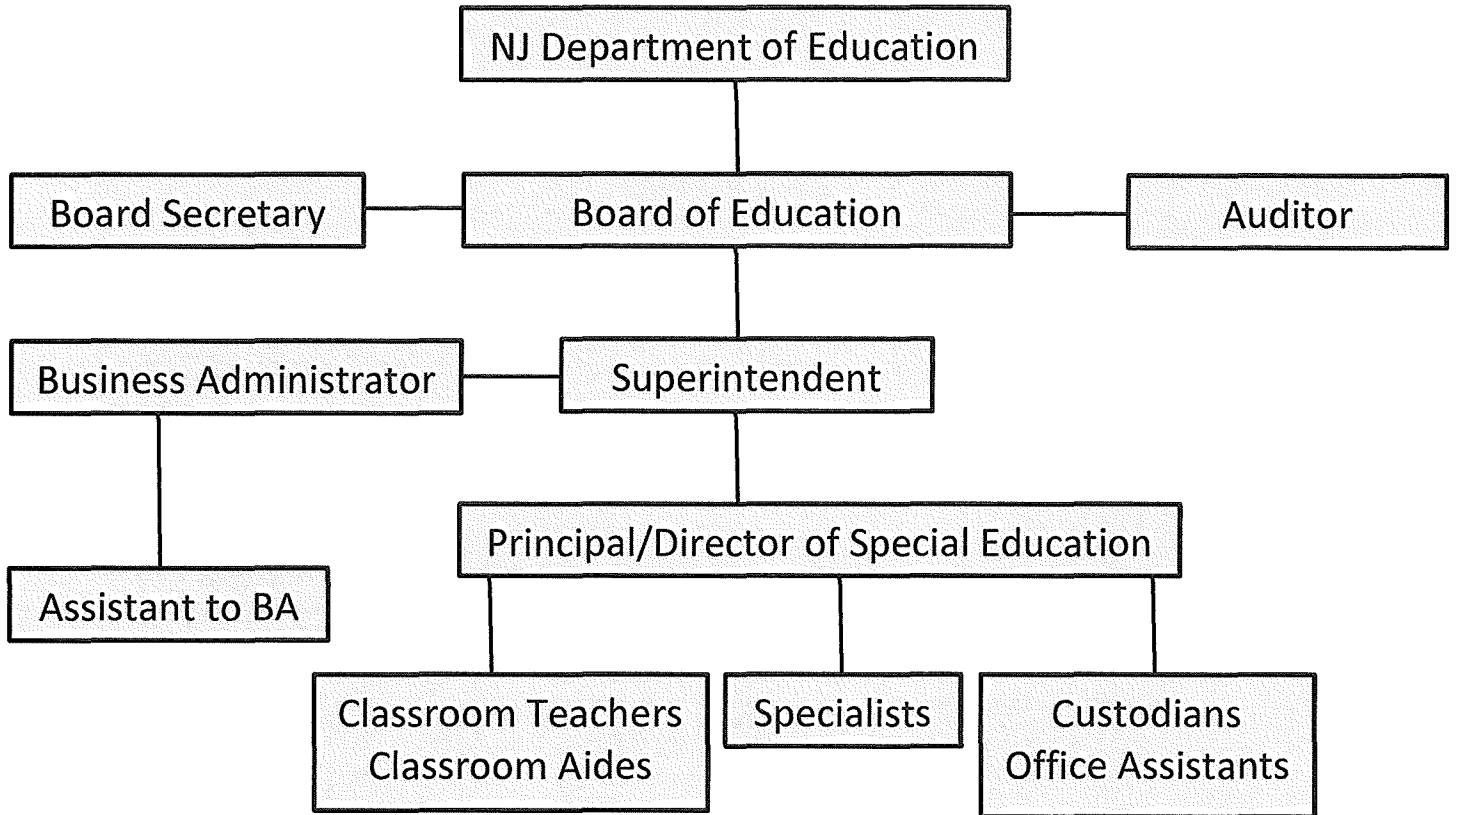 NJ Department of Education
Board Secretary
Board of Education
Auditor
Business Administrator
Superintendent
Principal/Director of Special Education
Assistant to BA
Classroom Teachers
Classroom Aides
Specialists
Custodians
Office Assistants